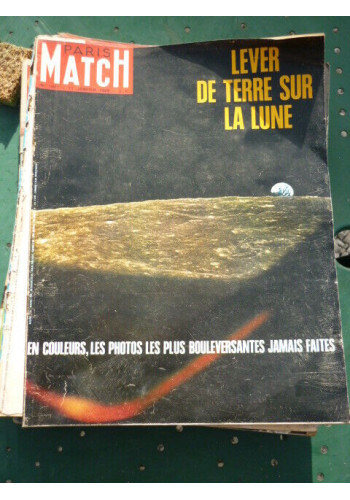 PARIS
MATCH
LEVER
DE TERRE SUR
LA LUNE
EN COULEURS, LES PHOTOS LES PLUS BOULEVERSANTES JAMAIS FAITES